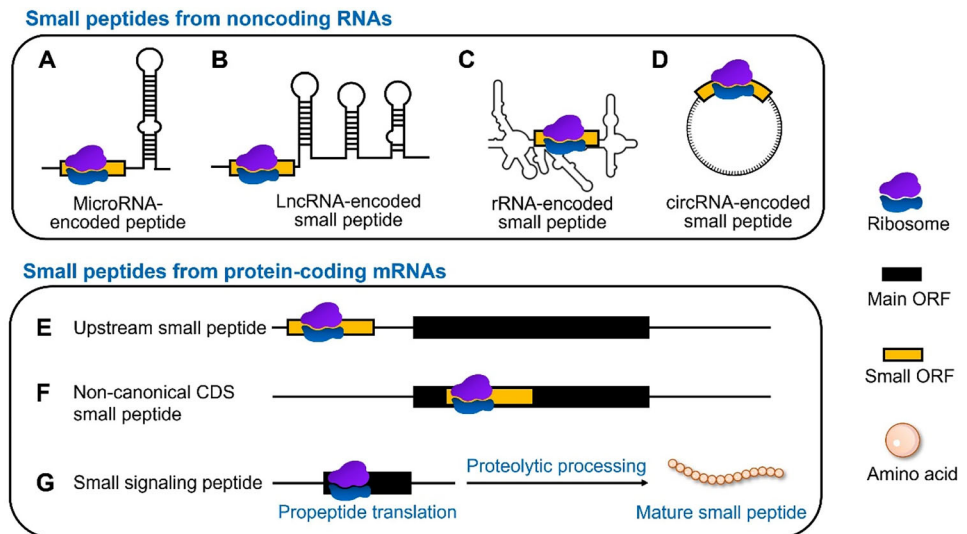 Small peptides from noncoding RNAs
A
B
C
D
MicroRNA-
encoded peptide
LncRNA-encoded
small peptide
rRNA-encoded
small peptide
circRNA-encoded
small peptide
Ribosome
Main ORF
Small ORF
Amino acid
Small peptides from protein-coding mRNAs
E Upstream small peptide
F Non-canonical CDS
small peptide
G Small signaling peptide
Propeptide translation
Proteolytic processing
Mature small peptide